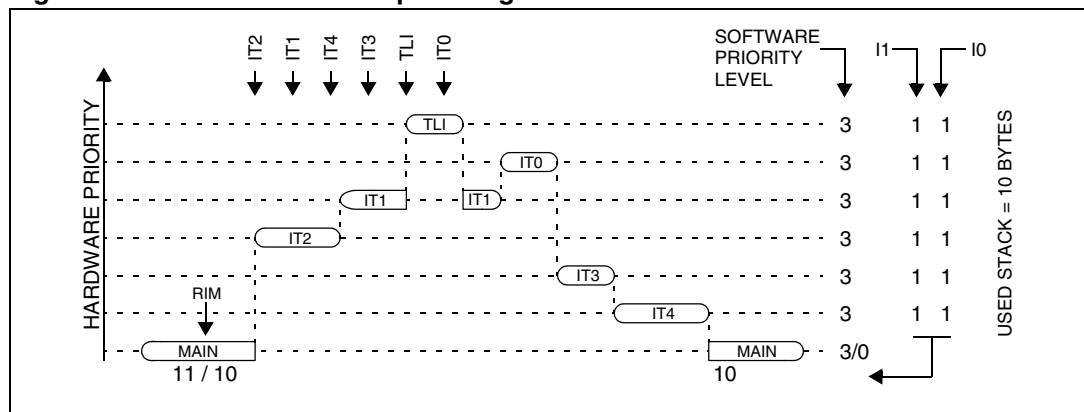 IT2
IT1
IT4
IT3
TLI
IT0
SOFTWARE
PRIORITY
LEVEL
I1
I0
HARDWARE PRIORITY
TLI
3 1 1
IT0
3 1 1
IT1 IT1
3 1 1
IT2
3 1 1
IT3
3 1 1
RIM
IT4
3 1 1
MAIN MAIN
3/0
11 / 10
10
USED STACK = 10 BYTES